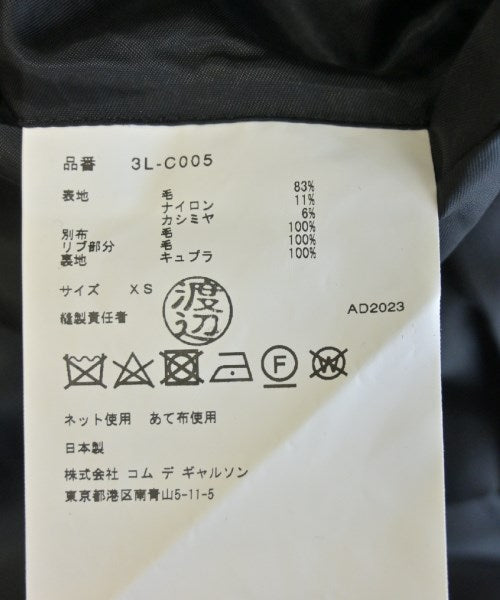 品番 3L-C005
表地 毛 83%
ナイロン 11%
カシミヤ 6%
別布 毛 100%
リブ部分 毛 100%
裏地 キュプラ 100%
サイズ XS
縫製責任者 渡辺
AD2023
F W
ネット使用 あて布使用
日本製
株式会社 コム デ ギャルソン
東京都港区南青山5-11-5